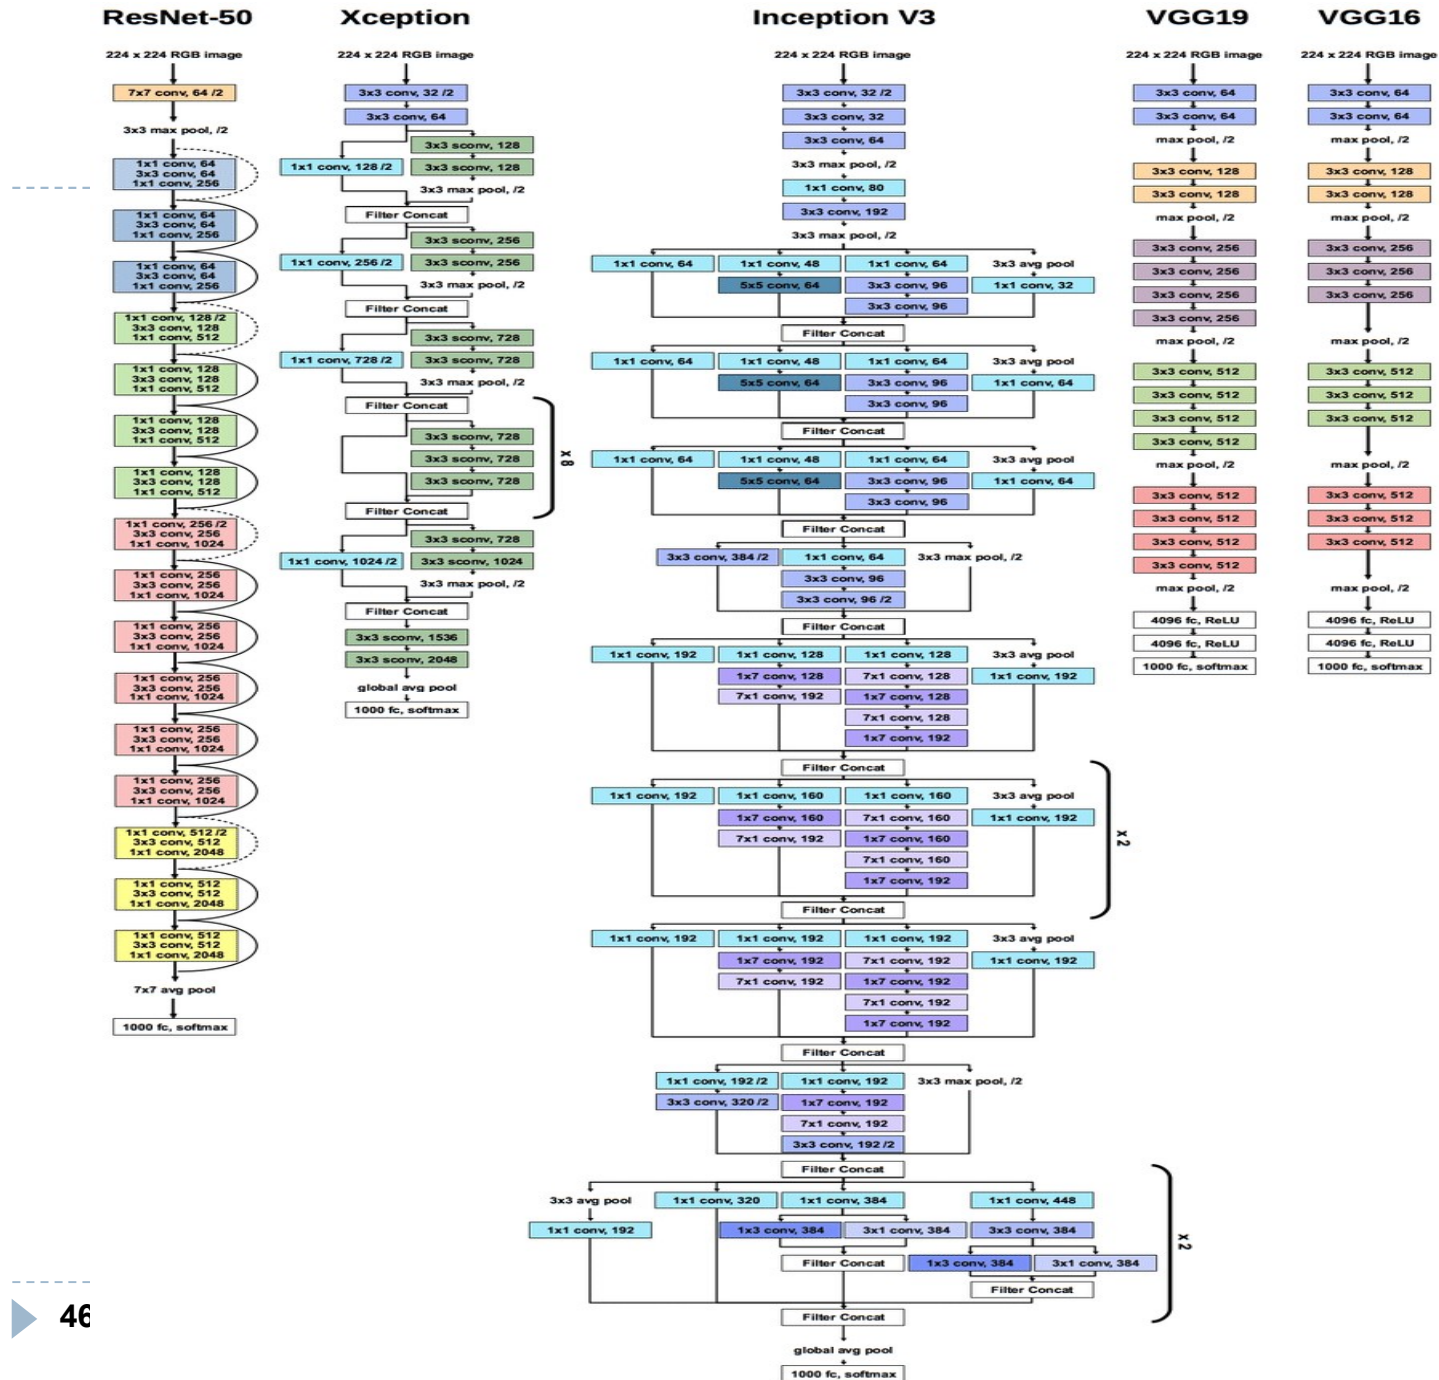 ResNet-50
224 x 224 RGB image
7x7 conv, 64 /2
3x3 max pool, /2
1x1 conv, 64
3x3 conv, 64
1x1 conv, 256
1x1 conv, 64
3x3 conv, 64
1x1 conv, 256
1x1 conv, 64
3x3 conv, 64
1x1 conv, 256
1x1 conv, 128 /2
3x3 conv, 128
1x1 conv, 512
1x1 conv, 128
3x3 conv, 128
1x1 conv, 512
1x1 conv, 128
3x3 conv, 128
1x1 conv, 512
1x1 conv, 128
3x3 conv, 128
1x1 conv, 512
1x1 conv, 256 /2
3x3 conv, 256
1x1 conv, 1024
1x1 conv, 256
3x3 conv, 256
1x1 conv, 1024
1x1 conv, 256
3x3 conv, 256
1x1 conv, 1024
1x1 conv, 256
3x3 conv, 256
1x1 conv, 1024
1x1 conv, 256
3x3 conv, 256
1x1 conv, 1024
1x1 conv, 256
3x3 conv, 256
1x1 conv, 1024
1x1 conv, 512 /2
3x3 conv, 512
1x1 conv, 2048
1x1 conv, 512
3x3 conv, 512
1x1 conv, 2048
1x1 conv, 512
3x3 conv, 512
1x1 conv, 2048
7x7 avg pool
1000 fc, softmax
Xception
224 x 224 RGB image
3x3 conv, 32 /2
3x3 conv, 64
3x3 sconv, 128
1x1 conv, 128 /2
3x3 sconv, 128
3x3 max pool, /2
Filter Concat
3x3 sconv, 256
1x1 conv, 256 /2
3x3 sconv, 256
3x3 max pool, /2
Filter Concat
3x3 sconv, 728
1x1 conv, 728 /2
3x3 sconv, 728
3x3 max pool, /2
Filter Concat
3x3 sconv, 728
3x3 sconv, 728
3x3 sconv, 728
x 8
Filter Concat
3x3 sconv, 728
1x1 conv, 1024 /2
3x3 sconv, 1024
3x3 max pool, /2
Filter Concat
3x3 sconv, 1536
3x3 sconv, 2048
global avg pool
1000 fc, softmax
Inception V3
224 x 224 RGB image
3x3 conv, 32 /2
3x3 conv, 32
3x3 conv, 64
3x3 max pool, /2
1x1 conv, 80
3x3 conv, 192
3x3 max pool, /2
1x1 conv, 64
1x1 conv, 48
1x1 conv, 64
3x3 avg pool
5x5 conv, 64
3x3 conv, 96
1x1 conv, 32
3x3 conv, 96
Filter Concat
1x1 conv, 64
1x1 conv, 48
1x1 conv, 64
3x3 avg pool
5x5 conv, 64
3x3 conv, 96
1x1 conv, 64
3x3 conv, 96
Filter Concat
1x1 conv, 64
1x1 conv, 48
1x1 conv, 64
3x3 avg pool
5x5 conv, 64
3x3 conv, 96
1x1 conv, 64
3x3 conv, 96
Filter Concat
3x3 conv, 384 /2
1x1 conv, 64
3x3 max pool, /2
3x3 conv, 96
3x3 conv, 96 /2
Filter Concat
1x1 conv, 192
1x1 conv, 128
1x1 conv, 128
3x3 avg pool
1x7 conv, 128
7x1 conv, 128
1x1 conv, 192
7x1 conv, 192
1x7 conv, 128
7x1 conv, 128
1x7 conv, 192
Filter Concat
1x1 conv, 192
1x1 conv, 160
1x1 conv, 160
3x3 avg pool
1x7 conv, 160
7x1 conv, 160
1x1 conv, 192
7x1 conv, 192
1x7 conv, 160
7x1 conv, 160
1x7 conv, 192
x 2
Filter Concat
1x1 conv, 192
1x1 conv, 192
1x1 conv, 192
3x3 avg pool
1x7 conv, 192
7x1 conv, 192
1x1 conv, 192
7x1 conv, 192
1x7 conv, 192
7x1 conv, 192
1x7 conv, 192
Filter Concat
1x1 conv, 192 /2
1x1 conv, 192
3x3 max pool, /2
3x3 conv, 320 /2
1x7 conv, 192
7x1 conv, 192
3x3 conv, 192 /2
Filter Concat
3x3 avg pool
1x1 conv, 320
1x1 conv, 384
1x1 conv, 448
1x1 conv, 192
1x3 conv, 384
3x1 conv, 384
3x3 conv, 384
Filter Concat
1x3 conv, 384
3x1 conv, 384
Filter Concat
x 2
Filter Concat
global avg pool
1000 fc, softmax
VGG19
224 x 224 RGB image
3x3 conv, 64
3x3 conv, 64
max pool, /2
3x3 conv, 128
3x3 conv, 128
max pool, /2
3x3 conv, 256
3x3 conv, 256
3x3 conv, 256
3x3 conv, 256
max pool, /2
3x3 conv, 512
3x3 conv, 512
3x3 conv, 512
3x3 conv, 512
max pool, /2
3x3 conv, 512
3x3 conv, 512
3x3 conv, 512
3x3 conv, 512
max pool, /2
4096 fc, ReLU
4096 fc, ReLU
1000 fc, softmax
VGG16
224 x 224 RGB image
3x3 conv, 64
3x3 conv, 64
max pool, /2
3x3 conv, 128
3x3 conv, 128
max pool, /2
3x3 conv, 256
3x3 conv, 256
3x3 conv, 256
max pool, /2
3x3 conv, 512
3x3 conv, 512
3x3 conv, 512
max pool, /2
3x3 conv, 512
3x3 conv, 512
3x3 conv, 512
max pool, /2
4096 fc, ReLU
4096 fc, ReLU
1000 fc, softmax
46